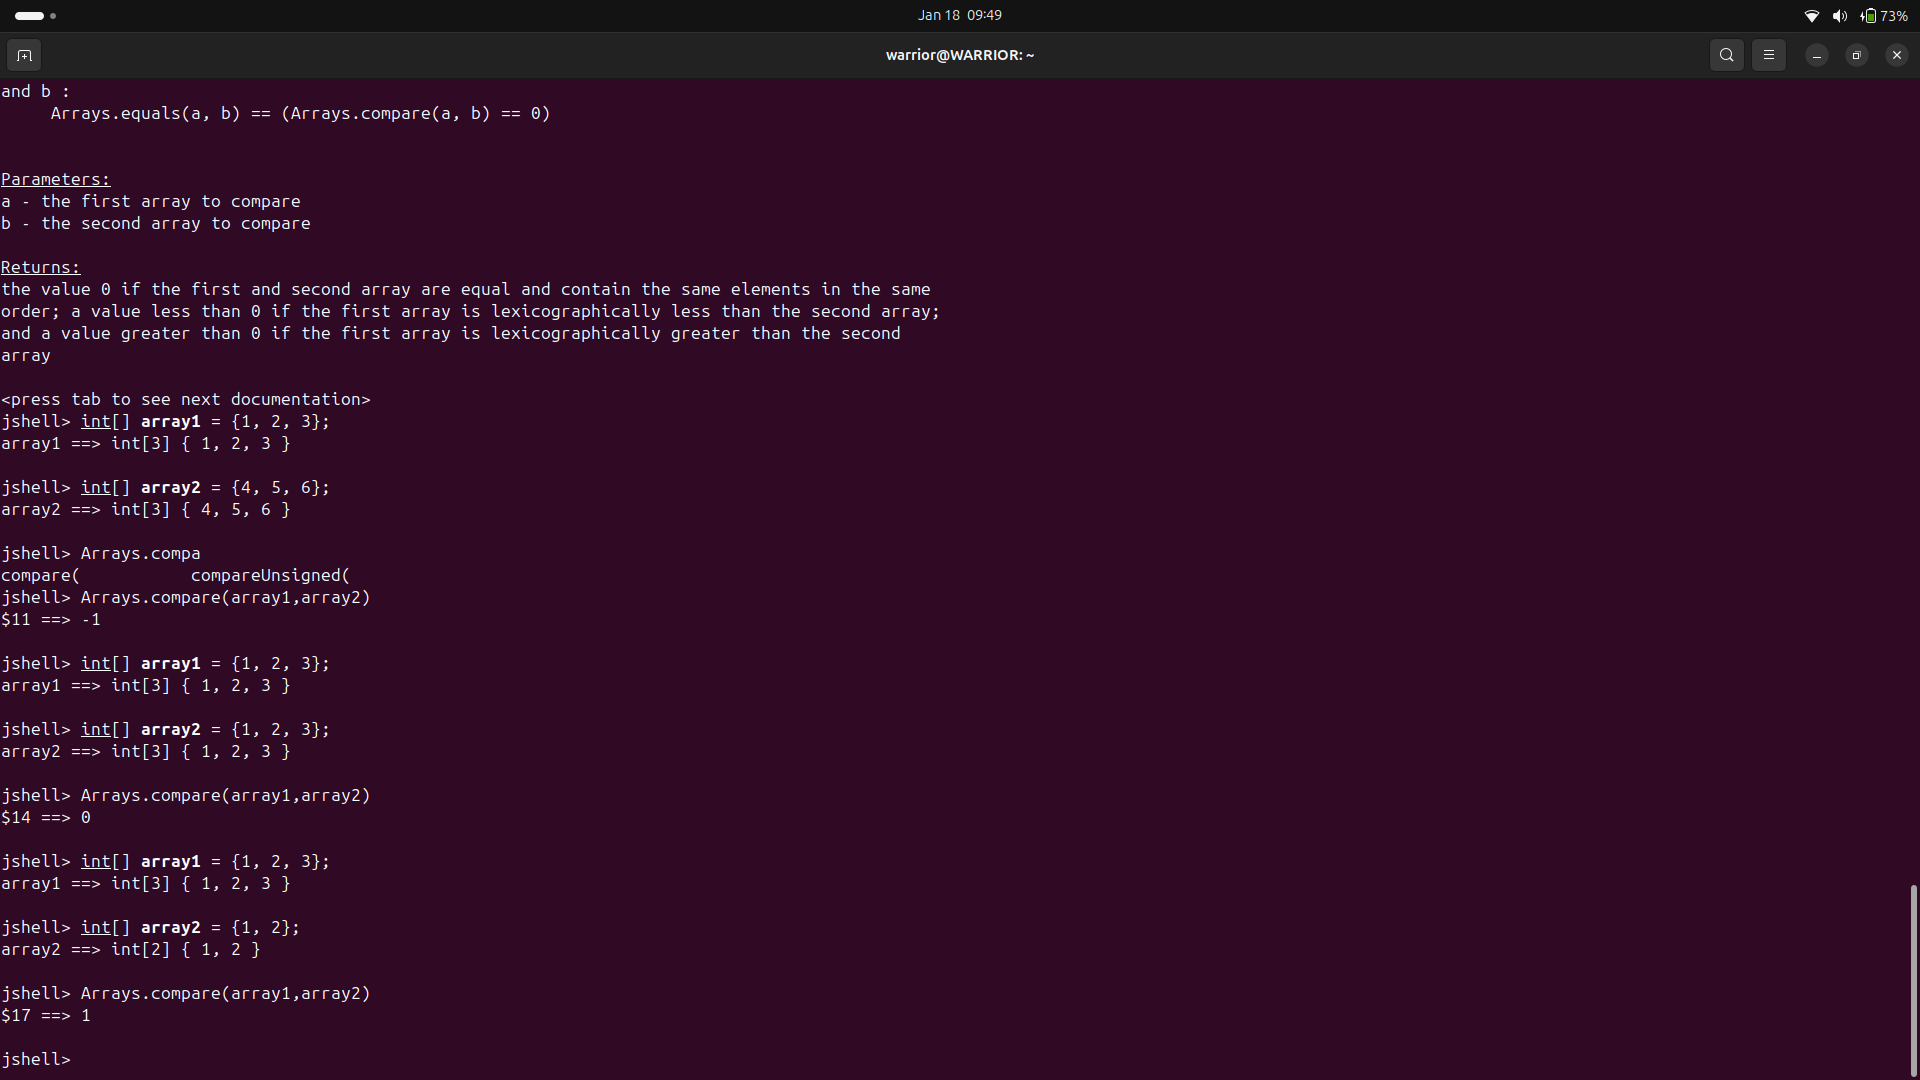 Jan 18 09:49
73%
warrior@WARRIOR: ~
and b :
     Arrays.equals(a, b) == (Arrays.compare(a, b) == 0)
Parameters:
a - the first array to compare
b - the second array to compare
Returns:
the value 0 if the first and second array are equal and contain the same elements in the same
order; a value less than 0 if the first array is lexicographically less than the second array;
and a value greater than 0 if the first array is lexicographically greater than the second
array
<press tab to see next documentation>
jshell> int[] array1 = {1, 2, 3};
array1 ==> int[3] { 1, 2, 3 }
jshell> int[] array2 = {4, 5, 6};
array2 ==> int[3] { 4, 5, 6 }
jshell> Arrays.compa
compare(           compareUnsigned(
jshell> Arrays.compare(array1,array2)
$11 ==> -1
jshell> int[] array1 = {1, 2, 3};
array1 ==> int[3] { 1, 2, 3 }
jshell> int[] array2 = {1, 2, 3};
array2 ==> int[3] { 1, 2, 3 }
jshell> Arrays.compare(array1,array2)
$14 ==> 0
jshell> int[] array1 = {1, 2, 3};
array1 ==> int[3] { 1, 2, 3 }
jshell> int[] array2 = {1, 2};
array2 ==> int[2] { 1, 2 }
jshell> Arrays.compare(array1,array2)
$17 ==> 1
jshell>